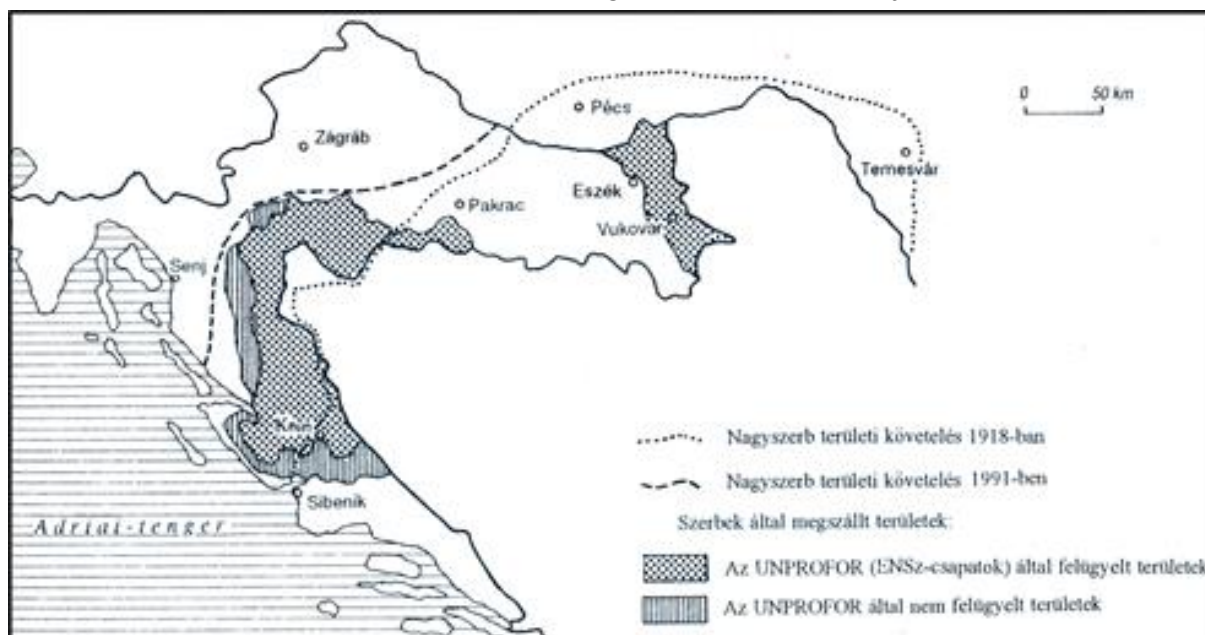 0 50 km
Pécs
Zágráb
Temesvár
Eszék
Pakrac
Vukovár
Senj
Knin
Sibenik
Adriai-tenger
Nagyszerb területi követelés 1918-ban
Nagyszerb területi követelés 1991-ben
Szerbek által megszállt területek:
Az UNPROFOR (ENSz-csapatok) által felügyelt területek
Az UNPROFOR által nem felügyelt területek